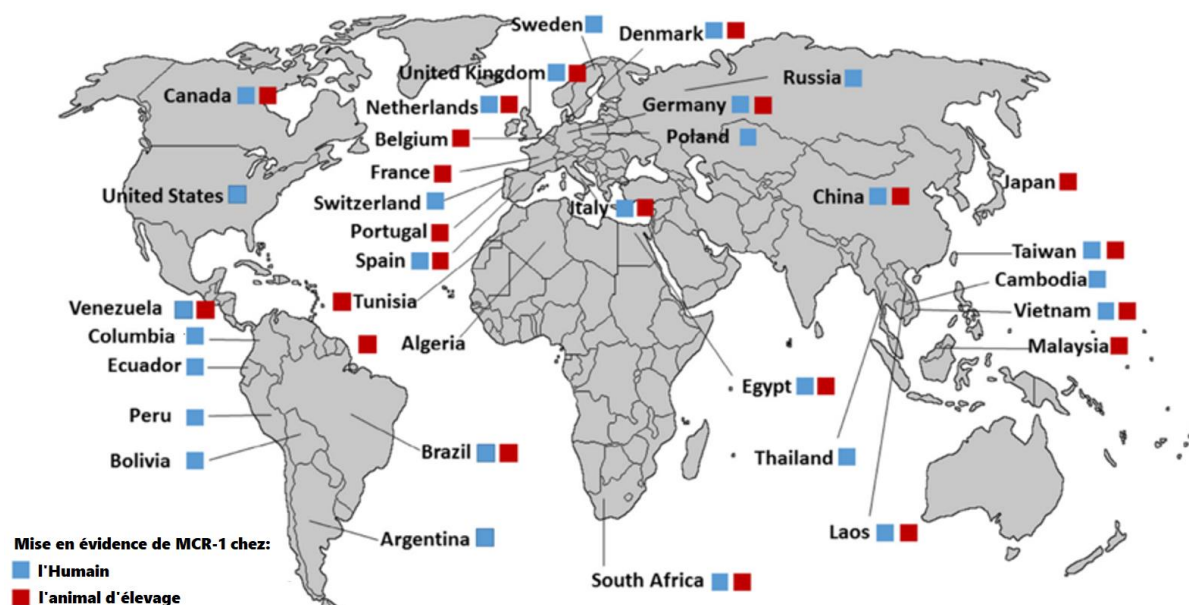 Sweden
Denmark
United Kingdom
Russia
Canada
Netherlands
Germany
Belgium
Poland
France
Japan
United States
Switzerland
China
Italy
Portugal
Taiwan
Spain
Cambodia
Tunisia
Venezuela
Vietnam
Columbia
Algeria
Malaysia
Ecuador
Egypt
Peru
Brazil
Thailand
Bolivia
Laos
Argentina
Mise en évidence de MCR-1 chez:
l'Humain
South Africa
l'animal d'élevage